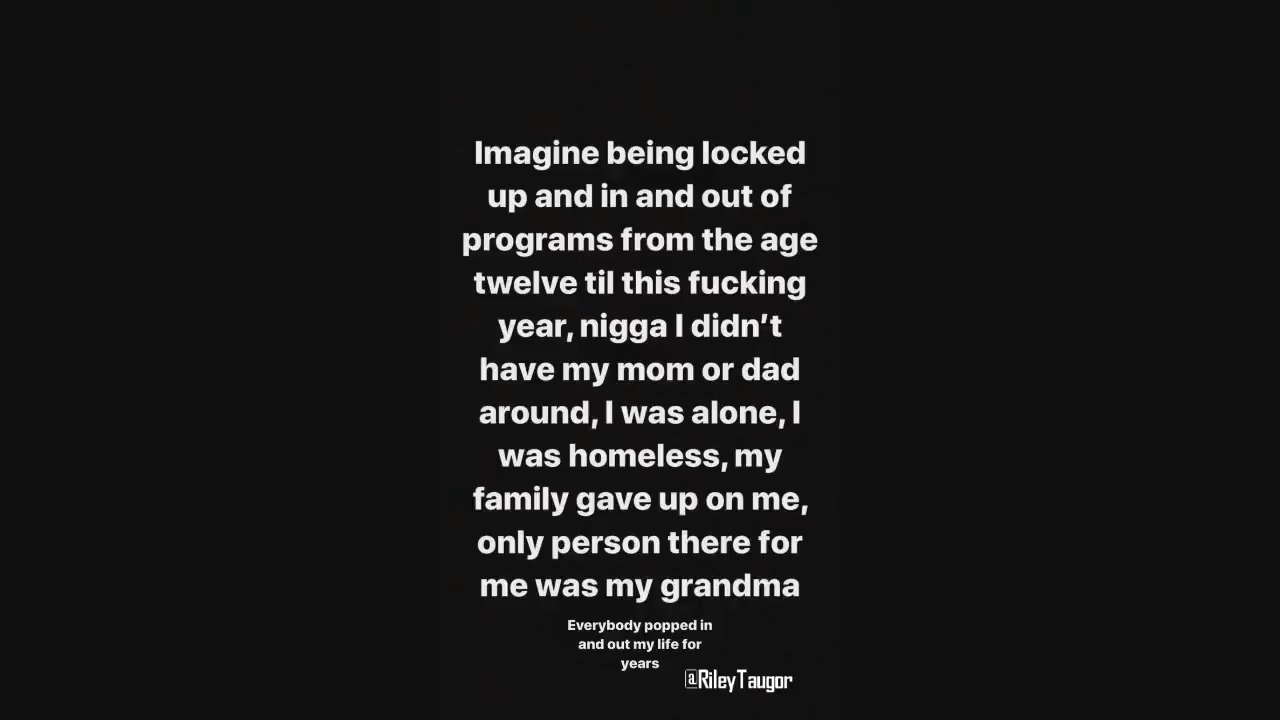 Imagine being locked
up and in and out of
programs from the age
twelve til this fucking
year, nigga I didn’t
have my mom or dad
around, I was alone, I
was homeless, my
family gave up on me,
only person there for
me was my grandma
Everybody popped in
and out my life for
years
@RileyTaugor